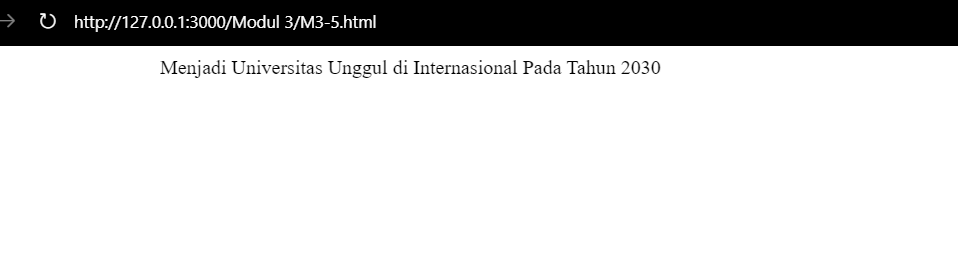 http://127.0.0.1:3000/Modul 3/M3-5.html
Menjadi Universitas Unggul di Internasional Pada Tahun 2030